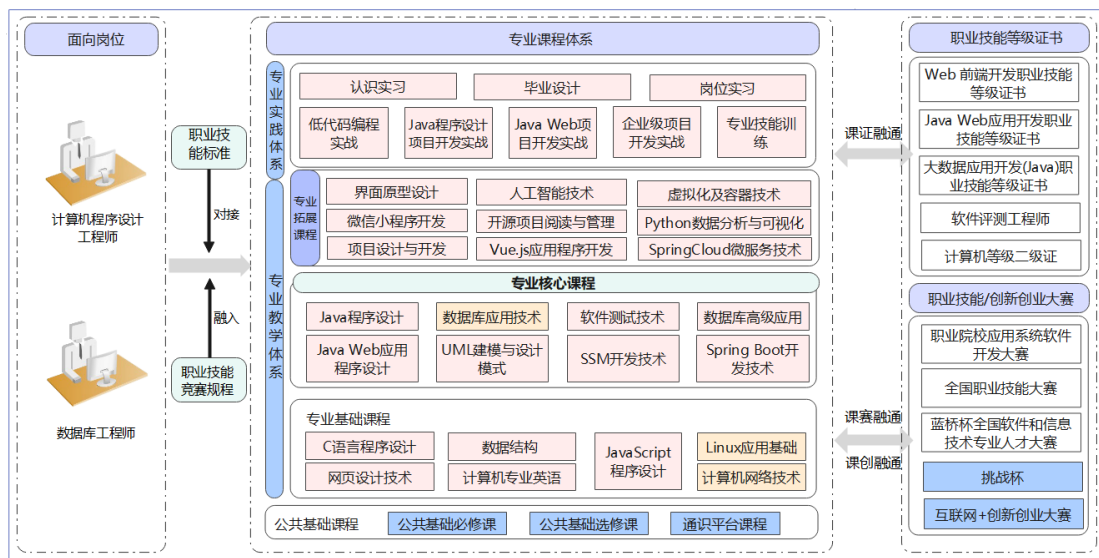 面向岗位
计算机程序设计
工程师
数据库工程师
职业技
能标准
对接
融入
职业技能
竞赛规程
专业课程体系
专业实践体系
认识实习
毕业设计
岗位实习
低代码编程
实战
Java程序设计
项目开发实战
Java Web项
目开发实战
企业级项目
开发实战
专业技能训
练
专业教学体系
专业
拓展
课程
界面原型设计
人工智能技术
虚拟化及容器技术
微信小程序开发
开源项目阅读与管理
Python数据分析与可视化
项目设计与开发
Vue.js应用程序开发
SpringCloud微服务技术
专业核心课程
Java程序设计
数据库应用技术
软件测试技术
数据库高级应用
Java Web应用
程序设计
UML建模与设计
模式
SSM开发技术
Spring Boot开
发技术
专业基础课程
C语言程序设计
数据结构
JavaScript
程序设计
Linux应用基础
网页设计技术
计算机专业英语
计算机网络技术
公共基础课程
公共基础必修课
公共基础选修课
通识平台课程
课证融通
课赛融通
课创融通
职业技能等级证书
Web 前端开发职业技能
等级证书
Java Web应用开发职业
技能等级证书
大数据应用开发(Java)职
业技能等级证书
软件评测工程师
计算机等级二级证
职业技能/创新创业大赛
职业院校应用系统软件
开发大赛
全国职业技能大赛
蓝桥杯全国软件和信息
技术专业人才大赛
挑战杯
互联网+创新创业大赛